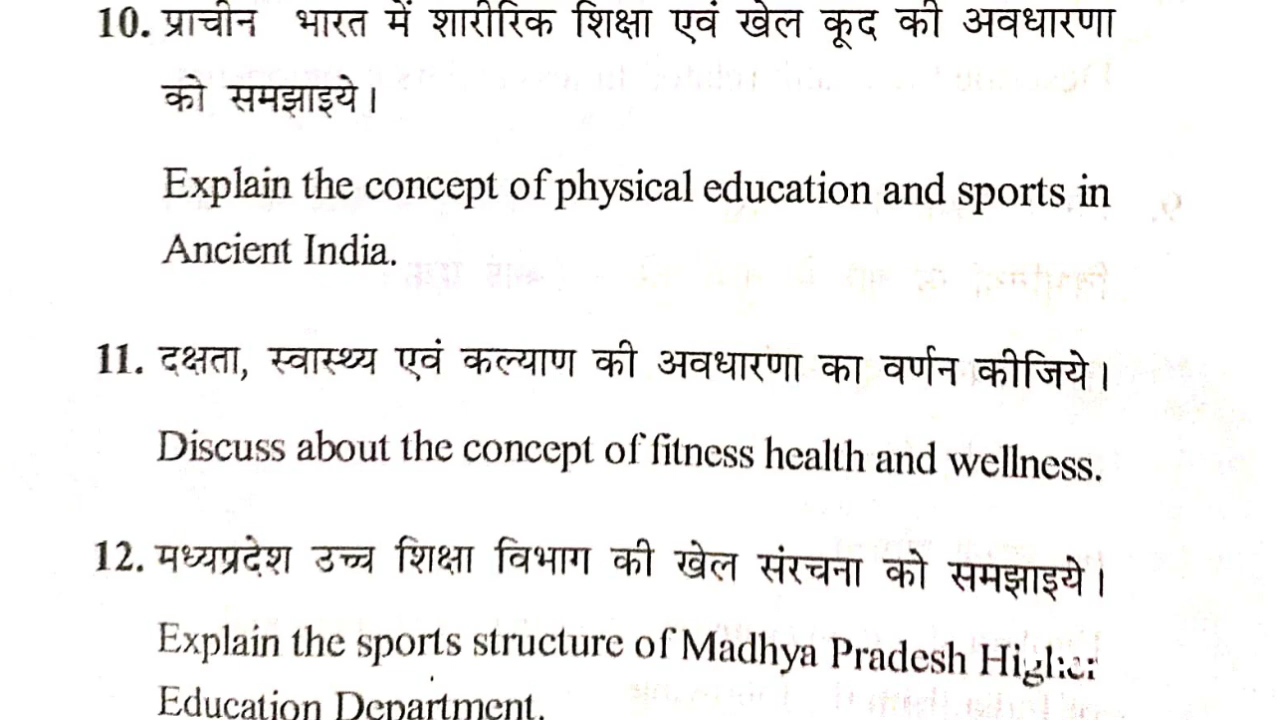 10. प्राचीन भारत में शारीरिक शिक्षा एवं खेल कूद की अवधारणा
को समझाइये।
Explain the concept of physical education and sports in
Ancient India.
11. दक्षता, स्वास्थ्य एवं कल्याण की अवधारणा का वर्णन कीजिये।
Discuss about the concept of fitness health and wellness.
12. मध्यप्रदेश उच्च शिक्षा विभाग की खेल संरचना को समझाइये।
Explain the sports structure of Madhya Pradesh Higher
Education Department.